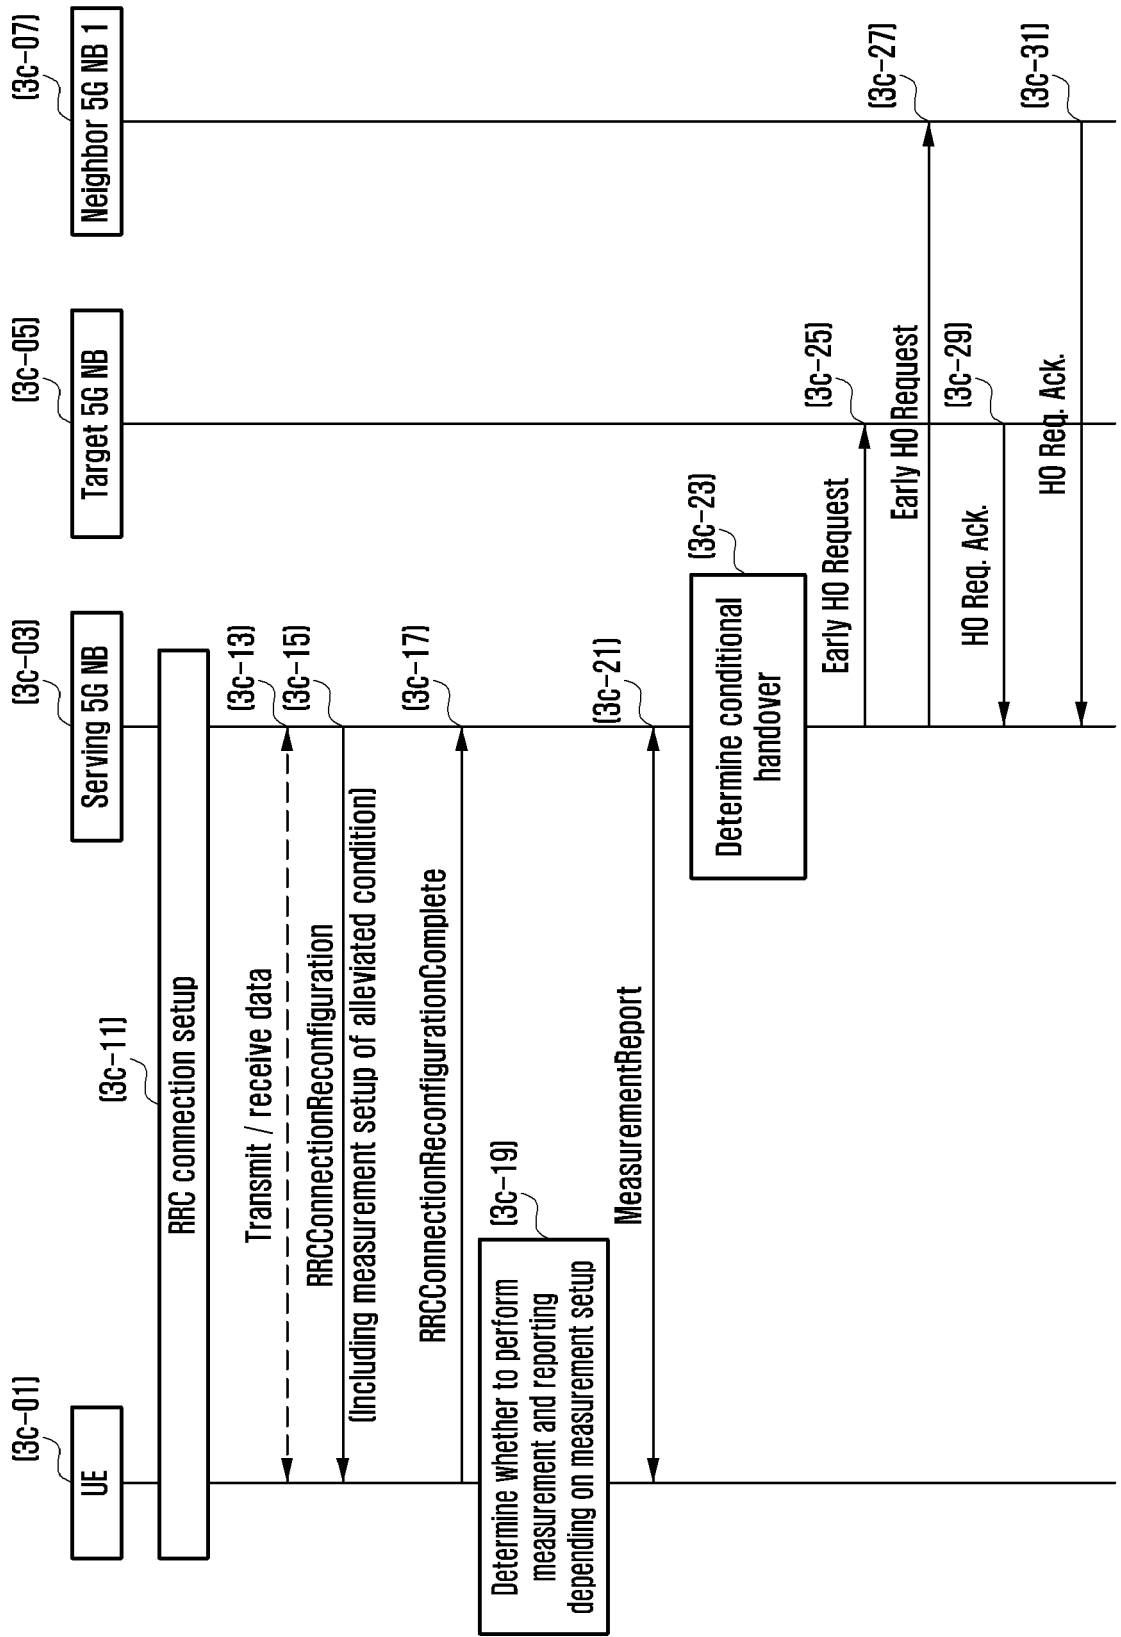 (3c-01)
(3c-03)
(3c-05)
(3c-07)
UE
Serving 5G NB
Target 5G NB
Neighbor 5G NB 1
(3c-11)
RRC connection setup
Transmit / receive data
(3c-13)
RRCConnectionReconfiguration
(3c-15)
(Including measurement setup of alleviated condition)
RRCConnectionReconfigurationComplete
(3c-17)
(3c-19)
Determine whether to perform
measurement and reporting
depending on measurement setup
MeasurementReport
(3c-21)
(3c-23)
Determine conditional
handover
Early HO Request
(3c-25)
Early HO Request
(3c-27)
HO Req. Ack.
(3c-29)
HO Req. Ack.
(3c-31)